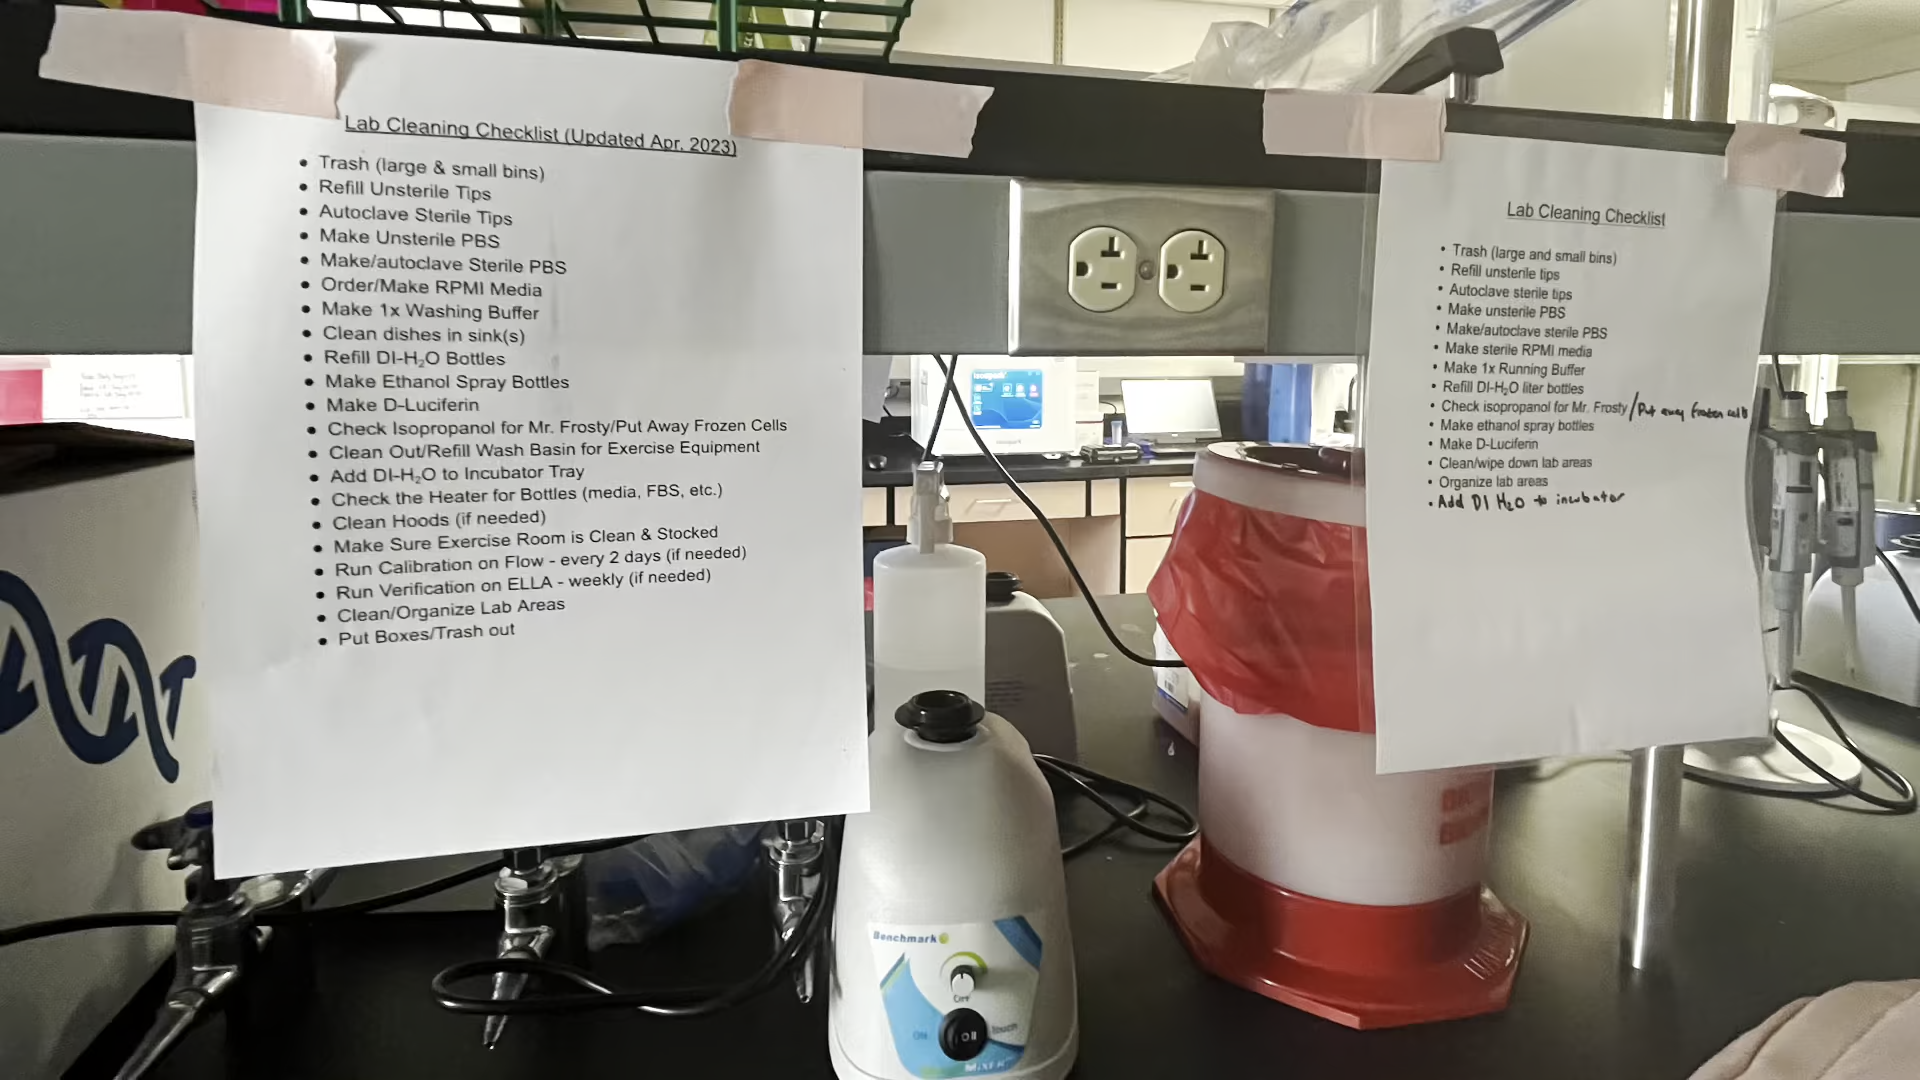 Lab Cleaning Checklist (Updated Apr. 2023)
• Trash (large & small bins)
• Refill Unsterile Tips
• Autoclave Sterile Tips
• Make Unsterile PBS
• Make/autoclave Sterile PBS
• Order/Make RPMI Media
• Make 1x Washing Buffer
• Clean dishes in sink(s)
• Refill DI-H₂O Bottles
• Make Ethanol Spray Bottles
• Make D-Luciferin
• Check Isopropanol for Mr. Frosty/Put Away Frozen Cells
• Clean Out/Refill Wash Basin for Exercise Equipment
• Add DI-H₂O to Incubator Tray
• Check the Heater for Bottles (media, FBS, etc.)
• Clean Hoods (if needed)
• Make Sure Exercise Room is Clean & Stocked
• Run Calibration on Flow - every 2 days (if needed)
• Run Verification on ELLA - weekly (if needed)
• Clean/Organize Lab Areas
• Put Boxes/Trash out
Lab Cleaning Checklist
• Trash (large and small bins)
• Refill unsterile tips
• Autoclave sterile tips
• Make unsterile PBS
• Make/autoclave sterile PBS
• Make sterile RPMI media
• Make 1x Running Buffer
• Refill DI-H₂O liter bottles
• Check isopropanol for Mr. Frosty/Put away frozen cells
• Make ethanol spray bottles
• Make D-Luciferin
• Clean/wipe down lab areas
• Organize lab areas
• Add DI H₂O to incubator
Benchmark
ON
touch